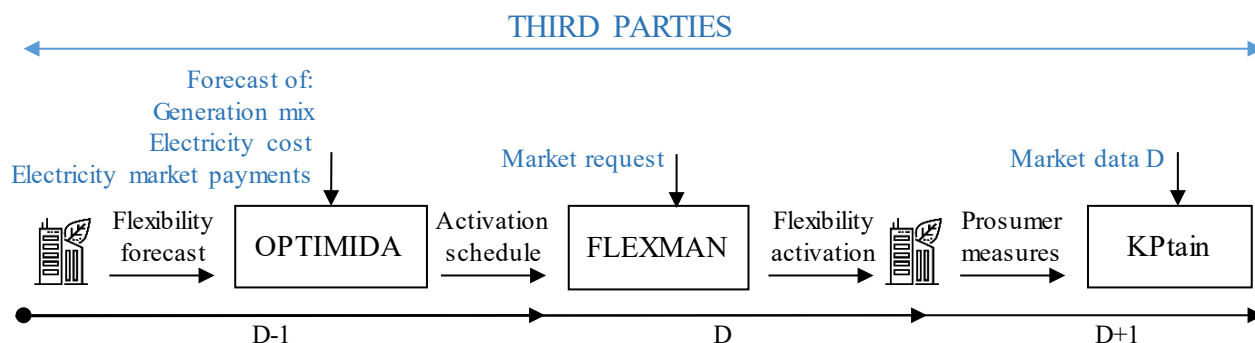 THIRD PARTIES
Forecast of:
Generation mix
Electricity cost
Electricity market payments
Market request
Market data D
Flexibility
forecast
OPTIMIDA
Activation
schedule
FLEXMAN
Flexibility
activation
Prosumer
measures
KPtain
D-1
D
D+1